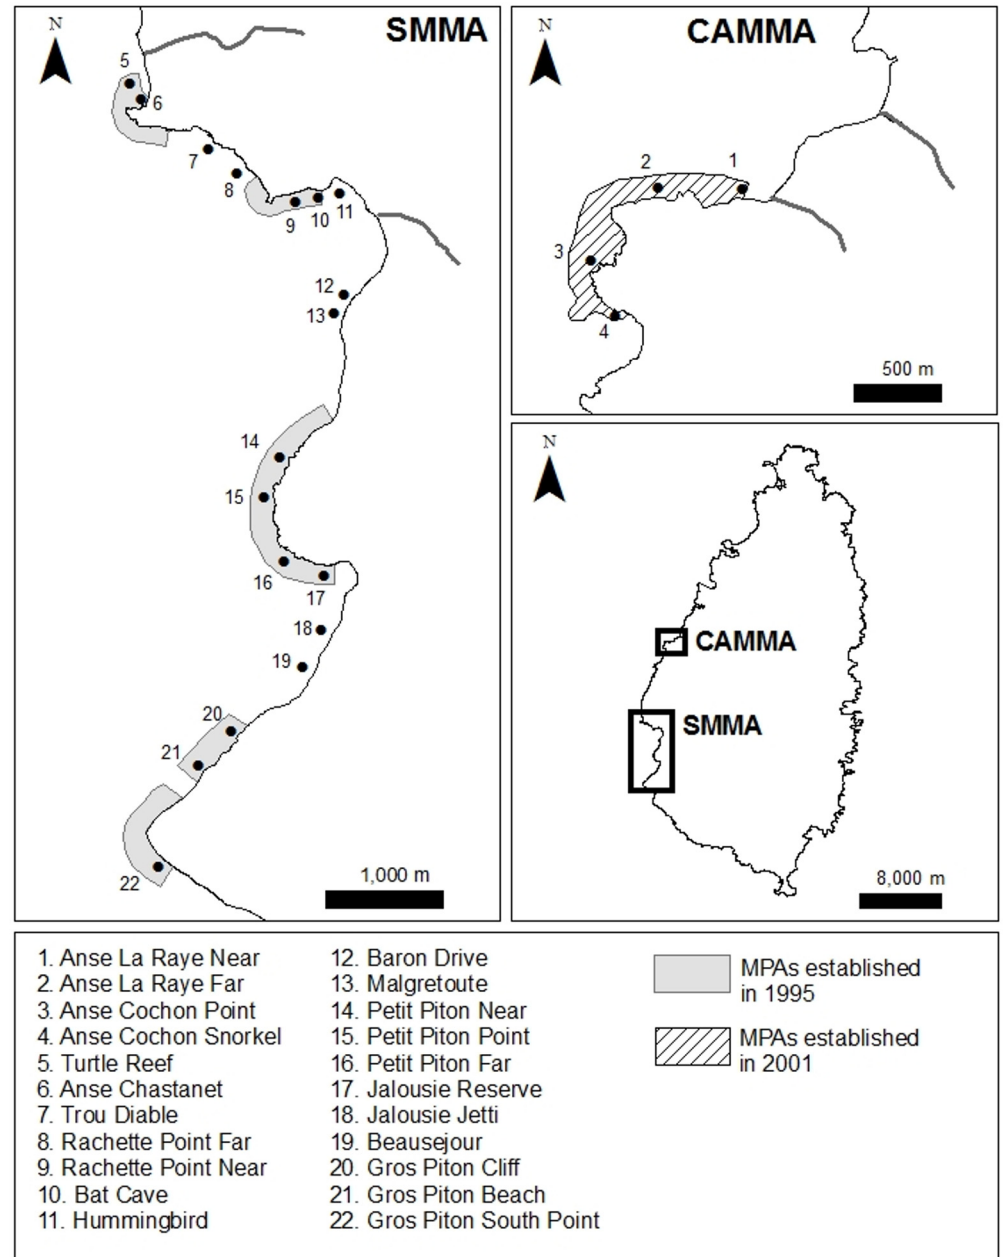 N
SMMA
5
6
7
8
9
10
11
12
13
14
15
16
17
18
19
20
21
22
1,000 m
N
CAMMA
2
1
3
4
500 m
N
CAMMA
SMMA
8,000 m
1. Anse La Raye Near
2. Anse La Raye Far
3. Anse Cochon Point
4. Anse Cochon Snorkel
5. Turtle Reef
6. Anse Chastanet
7. Trou Diable
8. Rachette Point Far
9. Rachette Point Near
10. Bat Cave
11. Hummingbird
12. Baron Drive
13. Malgretoute
14. Petit Piton Near
15. Petit Piton Point
16. Petit Piton Far
17. Jalousie Reserve
18. Jalousie Jetti
19. Beausejour
20. Gros Piton Cliff
21. Gros Piton Beach
22. Gros Piton South Point
MPAs established
in 1995
MPAs established
in 2001